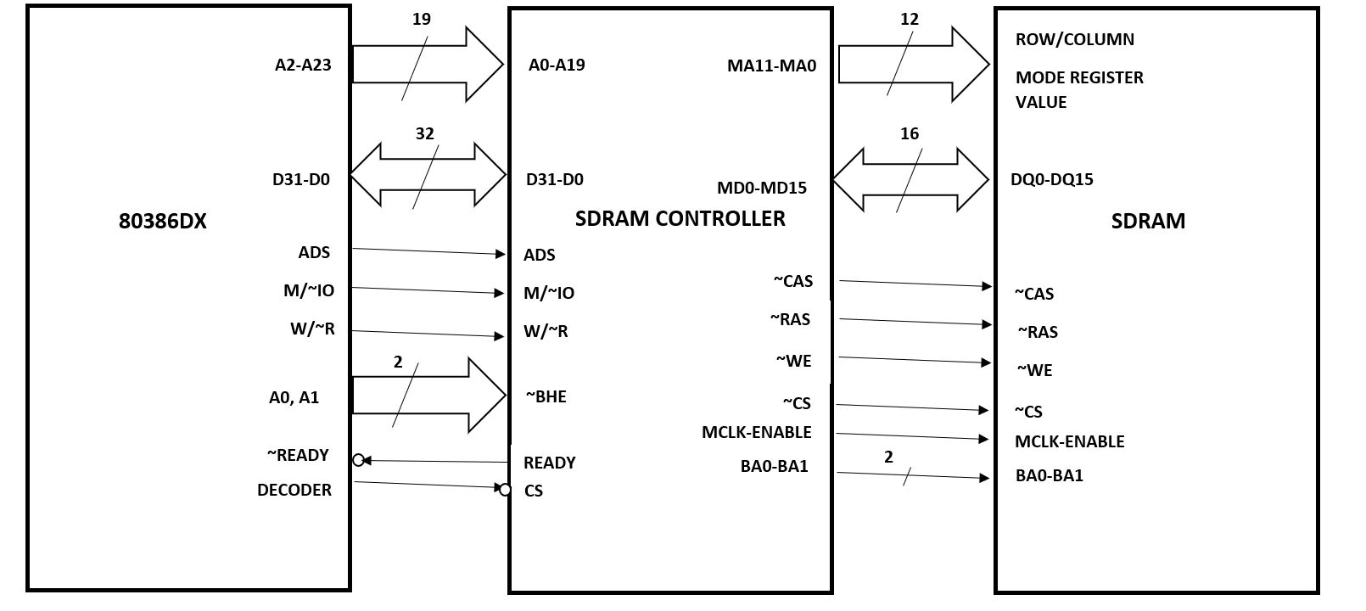 19
12
A2-A23
A0-A19
MA11-MA0
ROW/COLUMN
MODE REGISTER
VALUE
32
16
D31-D0
D31-D0
MD0-MD15
DQ0-DQ15
80386DX
SDRAM CONTROLLER
SDRAM
ADS
ADS
M/~IO
M/~IO
W/~R
W/~R
~CAS
~CAS
~RAS
~RAS
~WE
~WE
2
A0, A1
~BHE
~CS
~CS
MCLK-ENABLE
MCLK-ENABLE
~READY
READY
BA0-BA1
2
BA0-BA1
DECODER
CS